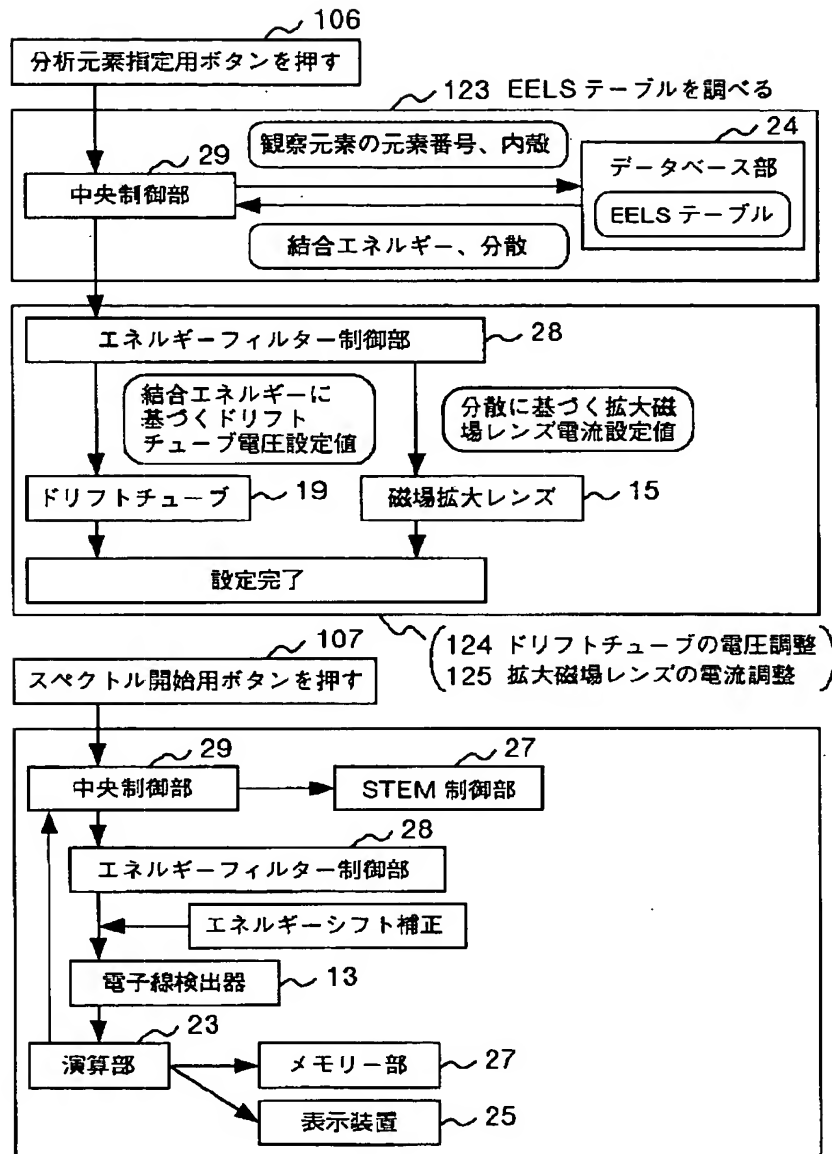 106
分析元素指定用ボタンを押す
123 EELS テーブルを調べる
観察元素の元素番号、内殻
24
29
データベース部
中央制御部
EELS テーブル
結合エネルギー、分散
エネルギーフィルター制御部
28
結合エネルギーに
基づくドリフト
チューブ電圧設定値
分散に基づく拡大磁
場レンズ電流設定値
ドリフトチューブ
19
磁場拡大レンズ
15
設定完了
124 ドリフトチューブの電圧調整
125 拡大磁場レンズの電流調整
107
スペクトル開始用ボタンを押す
29
27
中央制御部
STEM 制御部
28
エネルギーフィルター制御部
エネルギーシフト補正
電子線検出器
13
23
演算部
メモリー部
27
表示装置
25